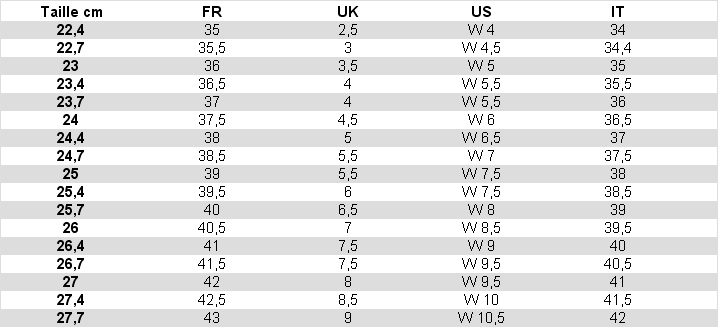 Taille cm FR UK US IT
22,4 35 2,5 W 4 34
22,7 35,5 3 W 4,5 34,4
23 36 3,5 W 5 35
23,4 36,5 4 W 5,5 35,5
23,7 37 4 W 5,5 36
24 37,5 4,5 W 6 36,5
24,4 38 5 W 6,5 37
24,7 38,5 5,5 W 7 37,5
25 39 5,5 W 7,5 38
25,4 39,5 6 W 7,5 38,5
25,7 40 6,5 W 8 39
26 40,5 7 W 8,5 39,5
26,4 41 7,5 W 9 40
26,7 41,5 7,5 W 9,5 40,5
27 42 8 W 9,5 41
27,4 42,5 8,5 W 10 41,5
27,7 43 9 W 10,5 42